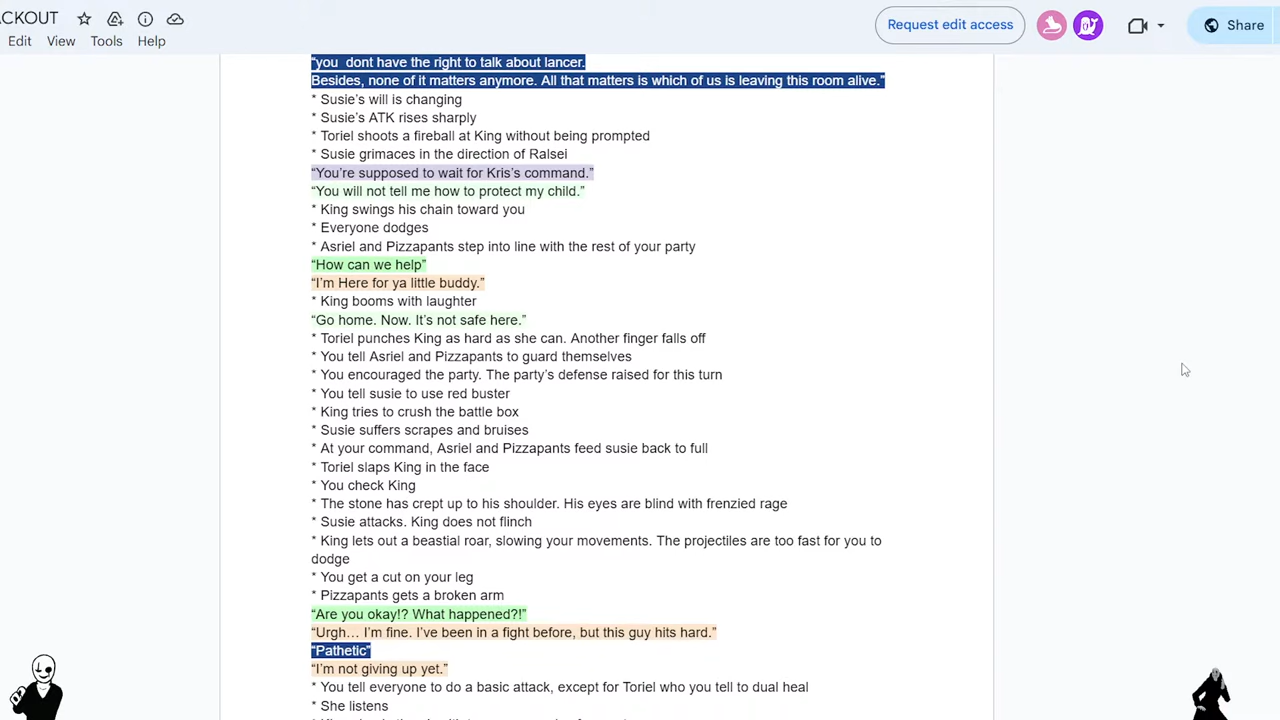 CKOUT
Request edit access
Share
Edit View Tools Help
“you  dont have the right to talk about lancer.
Besides, none of it matters anymore. All that matters is which of us is leaving this room alive.”
* Susie’s will is changing
* Susie’s ATK rises sharply
* Toriel shoots a fireball at King without being prompted
* Susie grimaces in the direction of Ralsei
“You’re supposed to wait for Kris’s command.”
“You will not tell me how to protect my child.”
* King swings his chain toward you
* Everyone dodges
* Asriel and Pizzapants step into line with the rest of your party
“How can we help”
“I’m Here for ya little buddy.”
* King booms with laughter
“Go home. Now. It’s not safe here.”
* Toriel punches King as hard as she can. Another finger falls off
* You tell Asriel and Pizzapants to guard themselves
* You encouraged the party. The party’s defense raised for this turn
* You tell susie to use red buster
* King tries to crush the battle box
* Susie suffers scrapes and bruises
* At your command, Asriel and Pizzapants feed susie back to full
* Toriel slaps King in the face
* You check King
* The stone has crept up to his shoulder. His eyes are blind with frenzied rage
* Susie attacks. King does not flinch
* King lets out a beastial roar, slowing your movements. The projectiles are too fast for you to
dodge
* You get a cut on your leg
* Pizzapants gets a broken arm
“Are you okay!? What happened?!”
“Urgh… I’m fine. I’ve been in a fight before, but this guy hits hard.”
“Pathetic”
“I’m not giving up yet.”
* You tell everyone to do a basic attack, except for Toriel who you tell to dual heal
* She listens